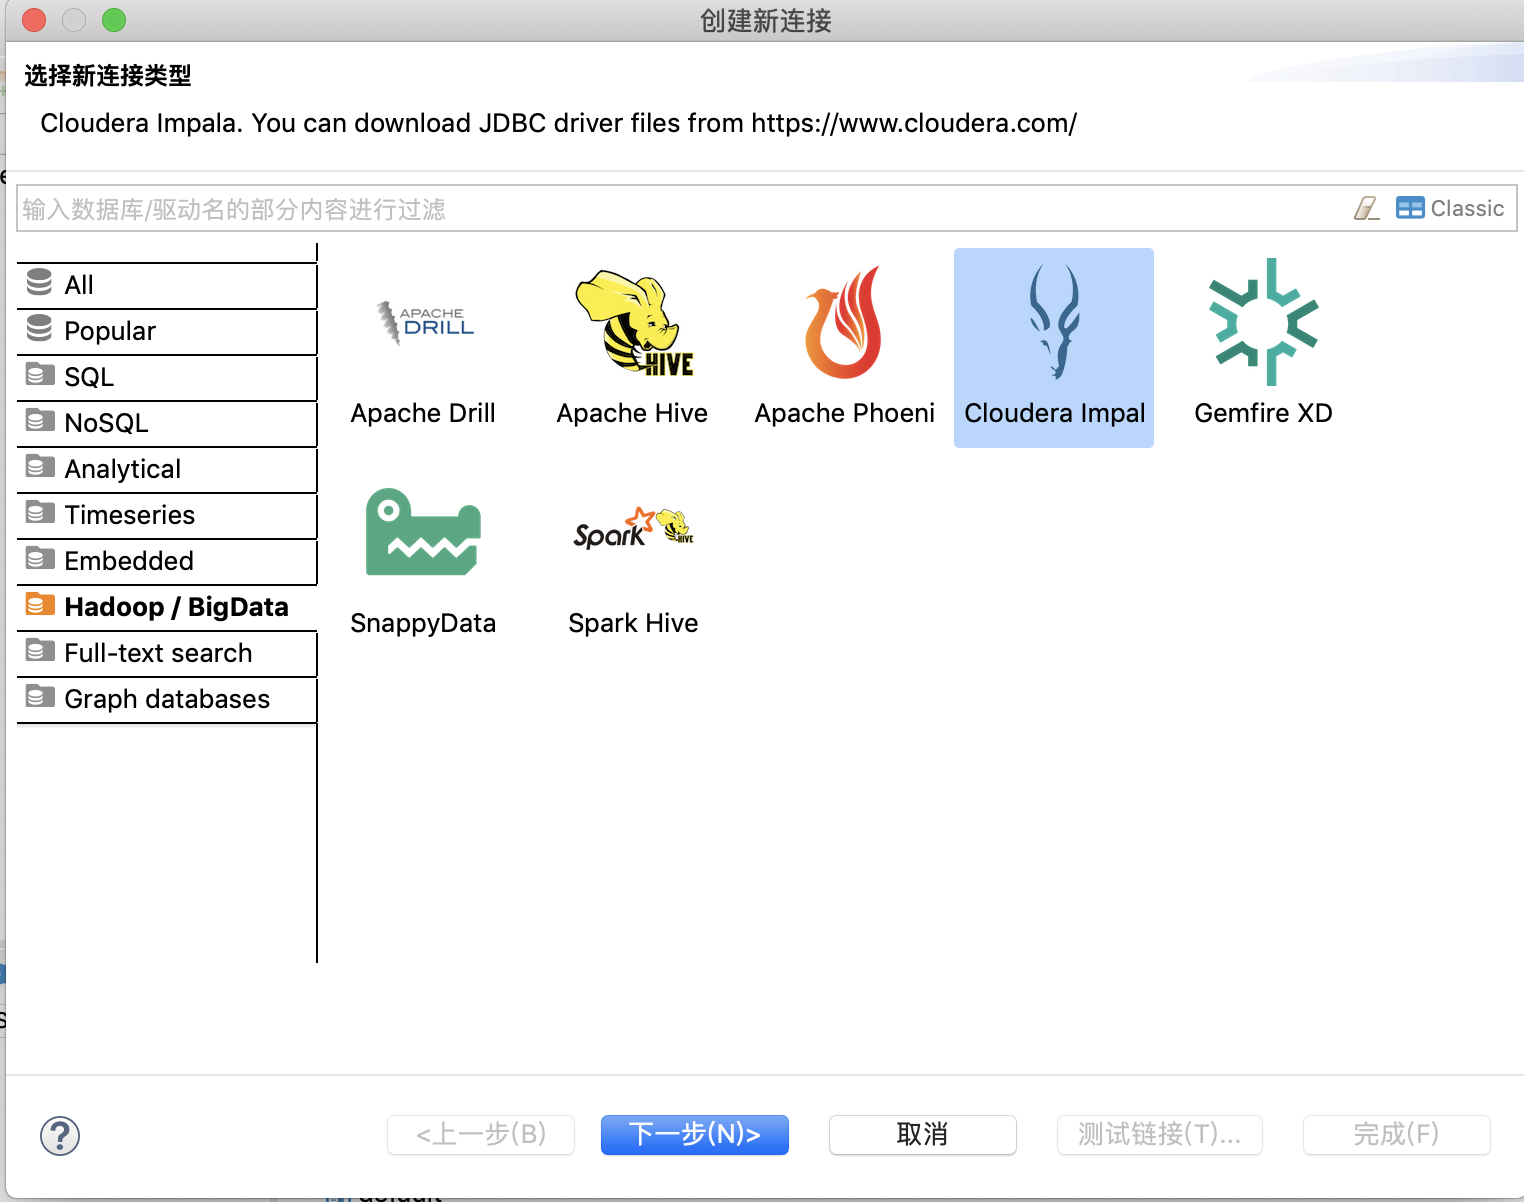 创建新连接
选择新连接类型
Cloudera Impala. You can download JDBC driver files from https://www.cloudera.com/
输入数据库/驱动名的部分内容进行过滤
Classic
All
Popular
SQL
NoSQL
Analytical
Timeseries
Embedded
Hadoop / BigData
Full-text search
Graph databases
APACHE
DRILL
HIVE
Apache Drill
Apache Hive
Apache Phoeni
Cloudera Impal
Gemfire XD
Spark
HIVE
SnappyData
Spark Hive
?
<上一步(B)
下一步(N)>
取消
测试链接(T)...
完成(F)